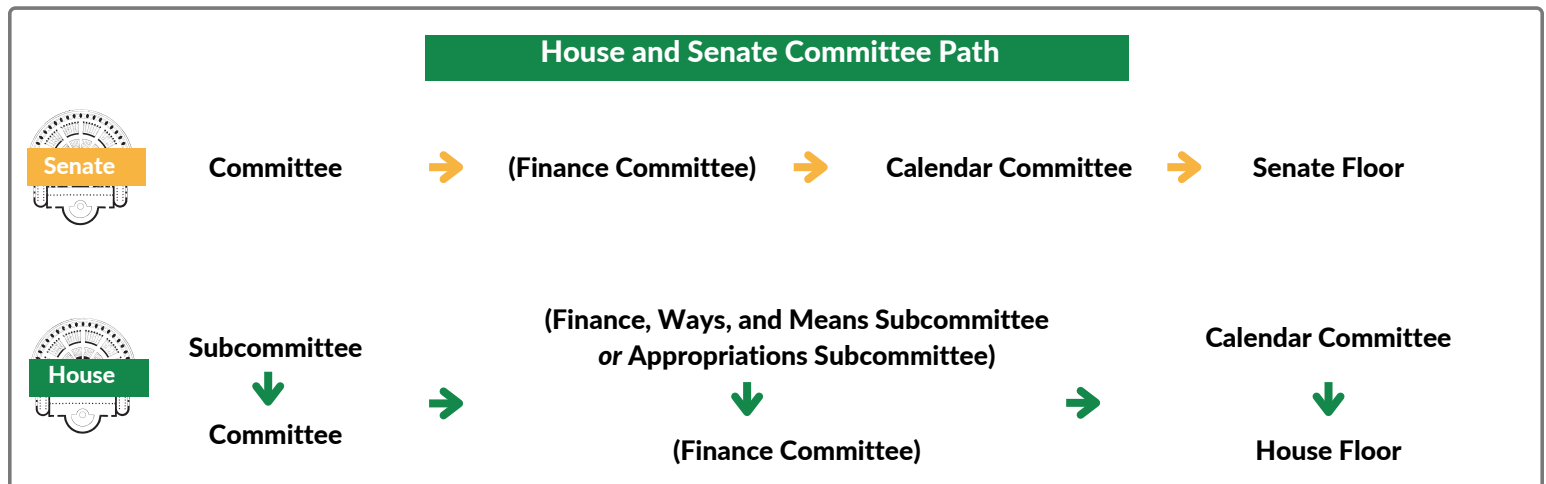 House and Senate Committee Path
Senate
Committee
(Finance Committee)
Calendar Committee
Senate Floor
House
Subcommittee
Committee
(Finance, Ways, and Means Subcommittee
or Appropriations Subcommittee)
(Finance Committee)
Calendar Committee
House Floor